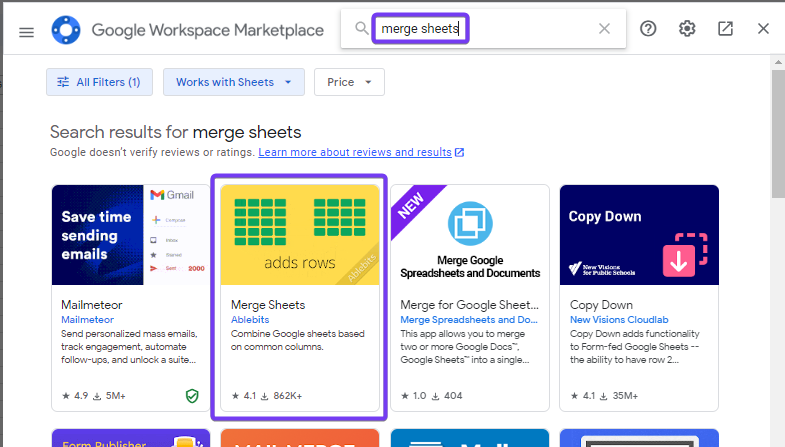 Google Workspace Marketplace
merge sheets
All Filters (1)
Works with Sheets
Price
Search results for merge sheets
Google doesn't verify reviews or ratings. Learn more about reviews and results
Save time
sending
emails
Gmail
Compose
Inbox
Starred
Sent 2000
Mailmeteor
Mailmeteor
Send personalized mass emails,
track engagement, automate
follow-ups, and unlock a suite...
4.9 5M+
adds rows
Ablebits
Merge Sheets
Ablebits
Combine Google sheets based
on common columns.
4.1 862K+
NEW
Merge Google
Spreadsheets and Documents
Merge for Google Sheet...
Merge Spreadsheets and Do...
This app allows you to merge
two or more Google Docs™,
Google Sheets™ into a single...
1.0 404
Copy Down
New Visions
For Public Schools
Copy Down
New Visions Cloudlab
Copy Down adds functionality
to Form-fed Google Sheets --
the ability to have row 2...
4.1 35M+
Form Publisher
MAIL MERGE